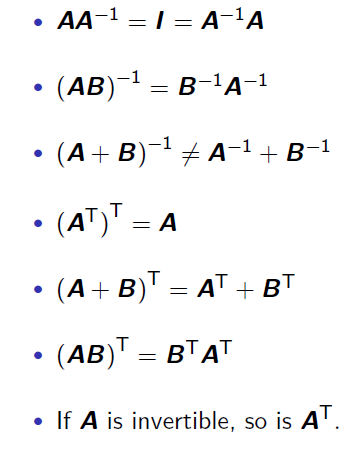 • AA⁻¹ = I = A⁻¹A
• (AB)⁻¹ = B⁻¹A⁻¹
• (A + B)⁻¹ ≠ A⁻¹ + B⁻¹
• (Aᵀ)ᵀ = A
• (A + B)ᵀ = Aᵀ + Bᵀ
• (AB)ᵀ = BᵀAᵀ
• If A is invertible, so is Aᵀ.